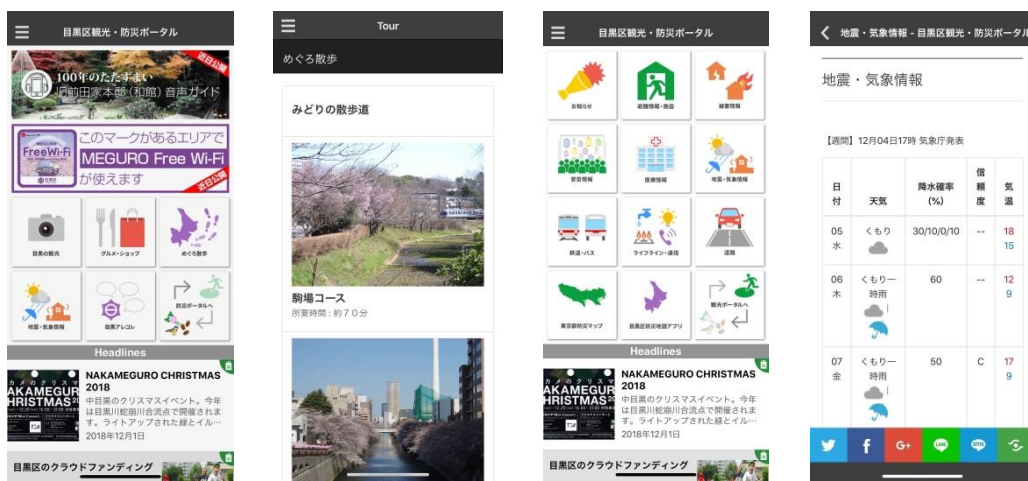 目黒区観光・防災ポータル
近日公開
100年のたたずまい
旧前田家本邸(和館)音声ガイド
MEGURO
FreeWi-Fi
このマークがあるエリアで
MEGURO Free Wi-Fi
が使えます
近日公開
目黒の観光
グルメ・ショップ
めぐろ散歩
地震・気象情報
目黒アレコレ
防災ポータルへ
Headlines
NAKAMEGURO CHRISTMAS
2018
中目黒のクリスマスイベント。今年
は目黒川蛇崩川合流点で開催されま
す。ライトアップされた緑とイル…
2018年12月1日
目黒区のクラウドファンディング
Tour
めぐろ散歩
みどりの散歩道
駒場コース
所要時間:約70分
目黒区観光・防災ポータル
お知らせ
避難情報・施設
被害情報
安否情報
医療情報
地震・気象情報
鉄道・バス
ライフライン・通信
道路
東京都防災マップ
目黒区防災地図アプリ
観光ポータルへ
Headlines
NAKAMEGURO CHRISTMAS
2018
中目黒のクリスマスイベント。今年
は目黒川蛇崩川合流点で開催されま
す。ライトアップされた緑とイル…
2018年12月1日
目黒区のクラウドファンディング
地震・気象情報 - 目黒区観光・防災ポータル
地震・気象情報
【週間】12月04日17時 気象庁発表
日付 天気 降水確率(%) 信頼度 気温
05 水 くもり 30/10/0/10 -- 18 15
06 木 くもり一時雨 60 -- 12 9
07 金 くもり一時雨 50 C 17 9
G+
LINE
SMS